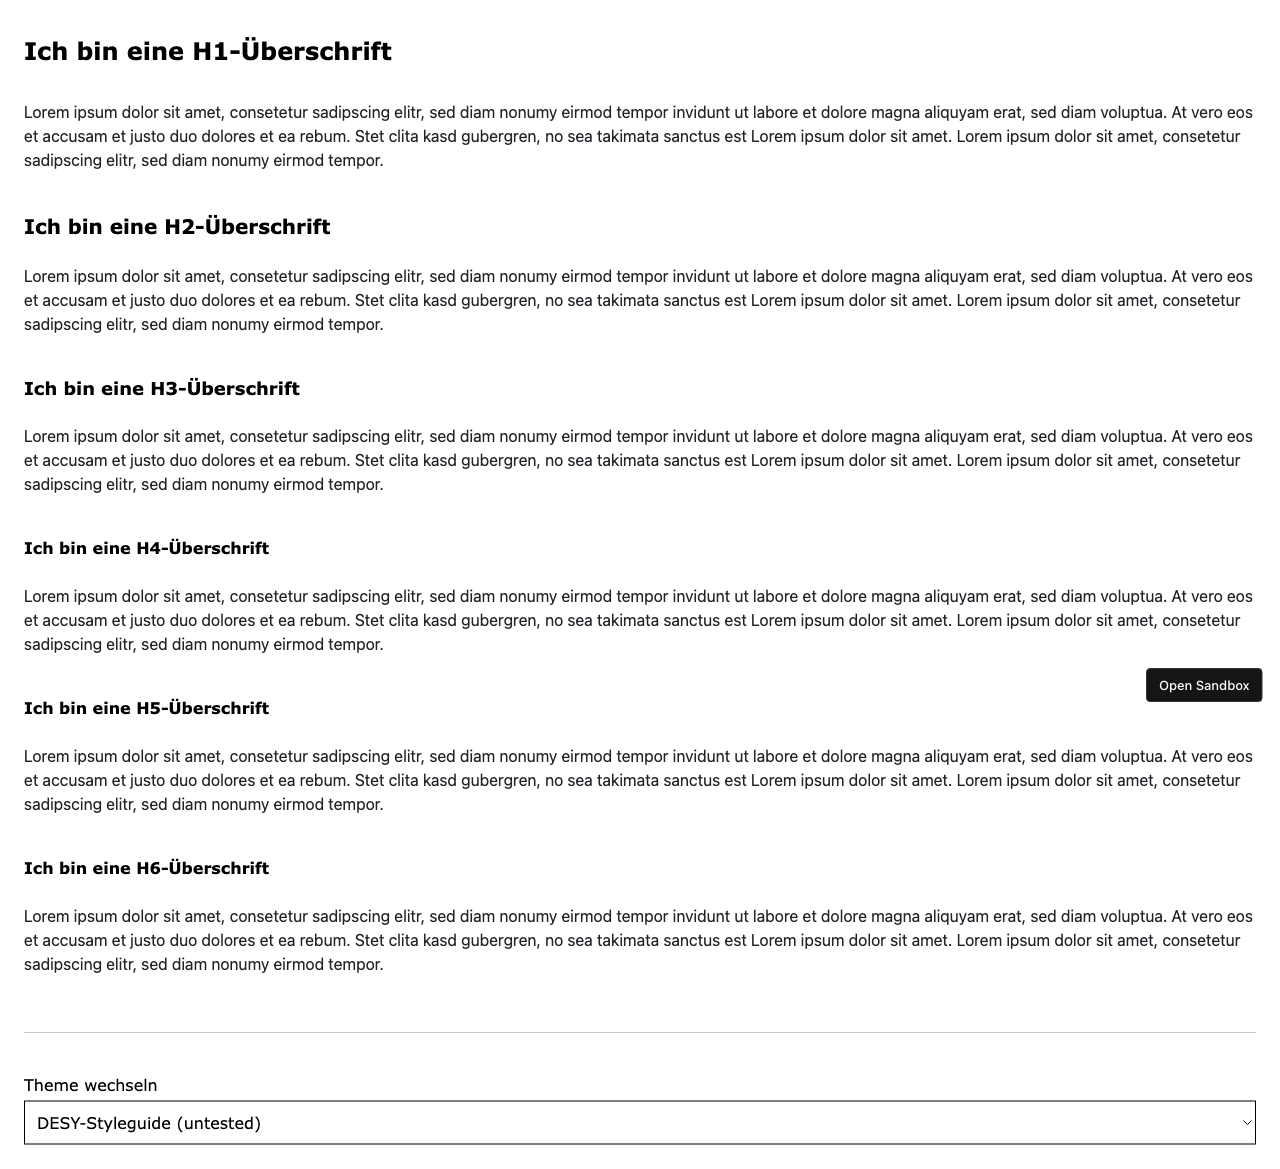 Ich bin eine H1-Überschrift
Lorem ipsum dolor sit amet, consetetur sadipscing elitr, sed diam nonumy eirmod tempor invidunt ut labore et dolore magna aliquyam erat, sed diam voluptua. At vero eos
et accusam et justo duo dolores et ea rebum. Stet clita kasd gubergren, no sea takimata sanctus est Lorem ipsum dolor sit amet. Lorem ipsum dolor sit amet, consetetur
sadipscing elitr, sed diam nonumy eirmod tempor.
Ich bin eine H2-Überschrift
Lorem ipsum dolor sit amet, consetetur sadipscing elitr, sed diam nonumy eirmod tempor invidunt ut labore et dolore magna aliquyam erat, sed diam voluptua. At vero eos
et accusam et justo duo dolores et ea rebum. Stet clita kasd gubergren, no sea takimata sanctus est Lorem ipsum dolor sit amet. Lorem ipsum dolor sit amet, consetetur
sadipscing elitr, sed diam nonumy eirmod tempor.
Ich bin eine H3-Überschrift
Lorem ipsum dolor sit amet, consetetur sadipscing elitr, sed diam nonumy eirmod tempor invidunt ut labore et dolore magna aliquyam erat, sed diam voluptua. At vero eos
et accusam et justo duo dolores et ea rebum. Stet clita kasd gubergren, no sea takimata sanctus est Lorem ipsum dolor sit amet. Lorem ipsum dolor sit amet, consetetur
sadipscing elitr, sed diam nonumy eirmod tempor.
Ich bin eine H4-Überschrift
Lorem ipsum dolor sit amet, consetetur sadipscing elitr, sed diam nonumy eirmod tempor invidunt ut labore et dolore magna aliquyam erat, sed diam voluptua. At vero eos
et accusam et justo duo dolores et ea rebum. Stet clita kasd gubergren, no sea takimata sanctus est Lorem ipsum dolor sit amet. Lorem ipsum dolor sit amet, consetetur
sadipscing elitr, sed diam nonumy eirmod tempor.
Open Sandbox
Ich bin eine H5-Überschrift
Lorem ipsum dolor sit amet, consetetur sadipscing elitr, sed diam nonumy eirmod tempor invidunt ut labore et dolore magna aliquyam erat, sed diam voluptua. At vero eos
et accusam et justo duo dolores et ea rebum. Stet clita kasd gubergren, no sea takimata sanctus est Lorem ipsum dolor sit amet. Lorem ipsum dolor sit amet, consetetur
sadipscing elitr, sed diam nonumy eirmod tempor.
Ich bin eine H6-Überschrift
Lorem ipsum dolor sit amet, consetetur sadipscing elitr, sed diam nonumy eirmod tempor invidunt ut labore et dolore magna aliquyam erat, sed diam voluptua. At vero eos
et accusam et justo duo dolores et ea rebum. Stet clita kasd gubergren, no sea takimata sanctus est Lorem ipsum dolor sit amet. Lorem ipsum dolor sit amet, consetetur
sadipscing elitr, sed diam nonumy eirmod tempor.
Theme wechseln
DESY-Styleguide (untested)